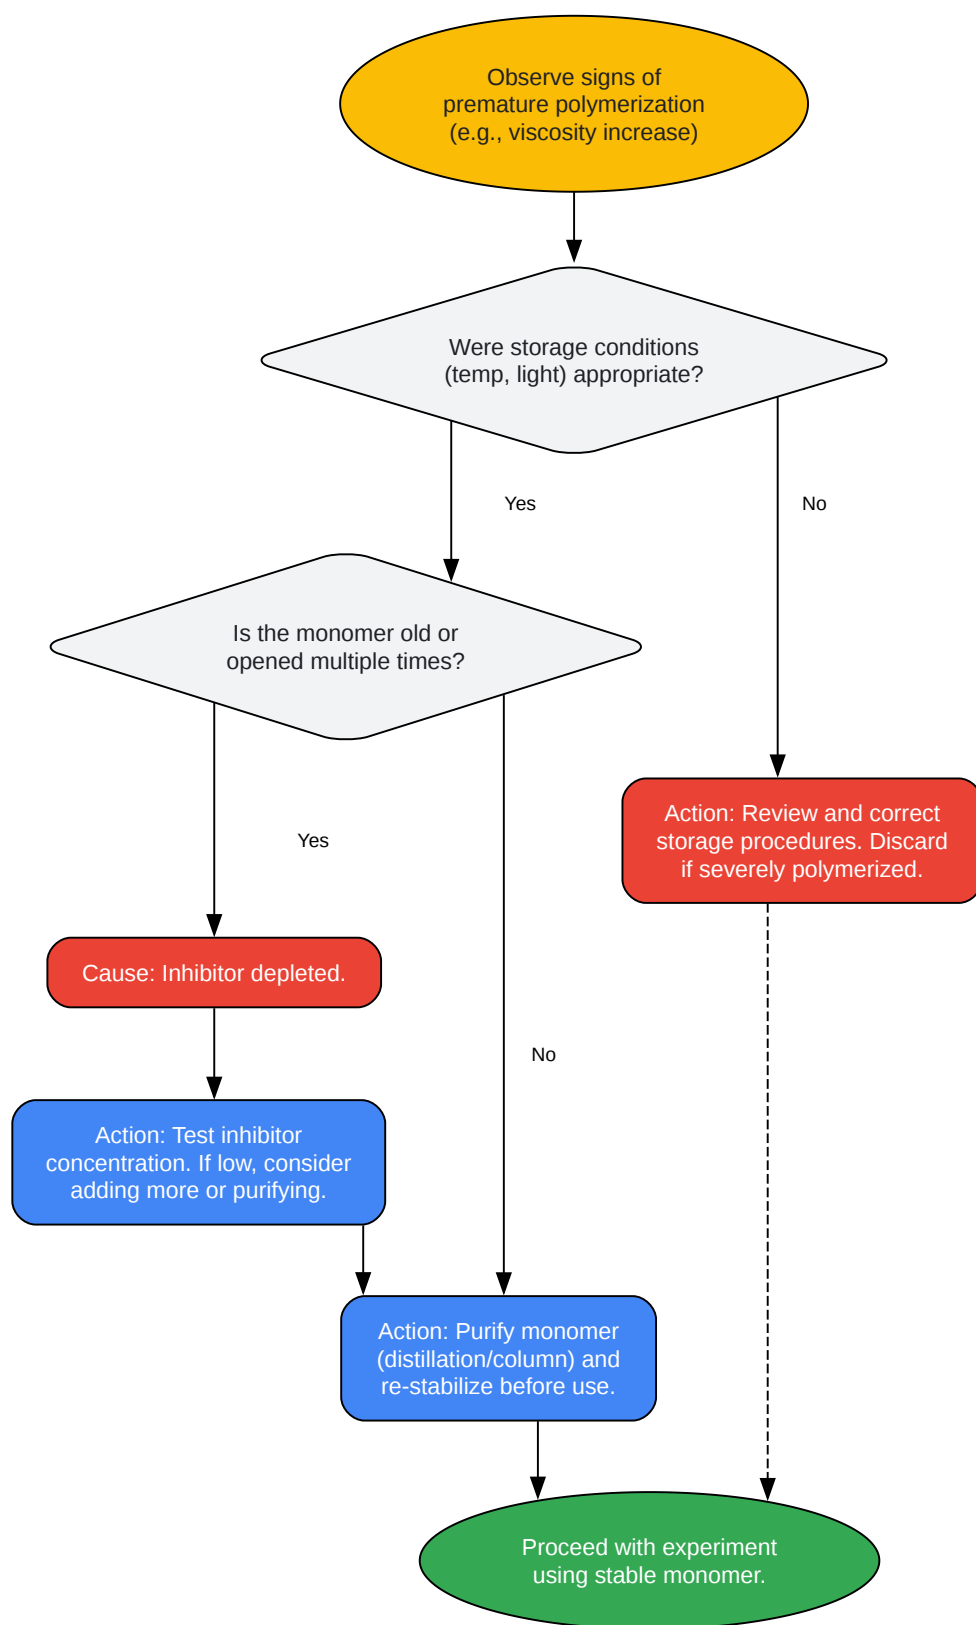 Observe signs of
premature polymerization
(e.g., viscosity increase)
Were storage conditions
(temp, light) appropriate?
Yes
No
Is the monomer old or
opened multiple times?
Action: Review and correct
storage procedures. Discard
if severely polymerized.
Yes
Cause: Inhibitor depleted.
No
Action: Test inhibitor
concentration. If low, consider
adding more or purifying.
Action: Purify monomer
(distillation/column) and
re-stabilize before use.
Proceed with experiment
using stable monomer.